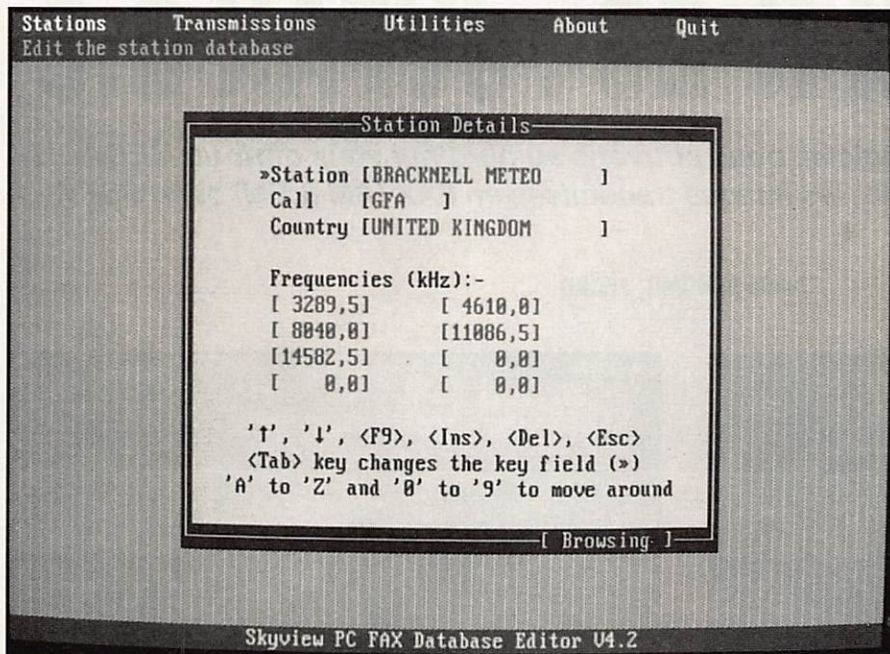 Stations Transmissions Utilities About Quit
Edit the station database
Station Details
»Station [BRACKNELL METEO ]
Call [GFA ]
Country [UNITED KINGDOM ]
Frequencies (kHz):-
[ 3289,5] [ 4610,0]
[ 8040,0] [11086,5]
[14582,5] [ 0,0]
[ 0,0] [ 0,0]
'↑', '↓', <F9>, <Ins>, <Del>, <Esc>
<Tab> key changes the key field (»)
'A' to 'Z' and '0' to '9' to move around
[ Browsing ]
Skyview PC FAX Database Editor V4.2